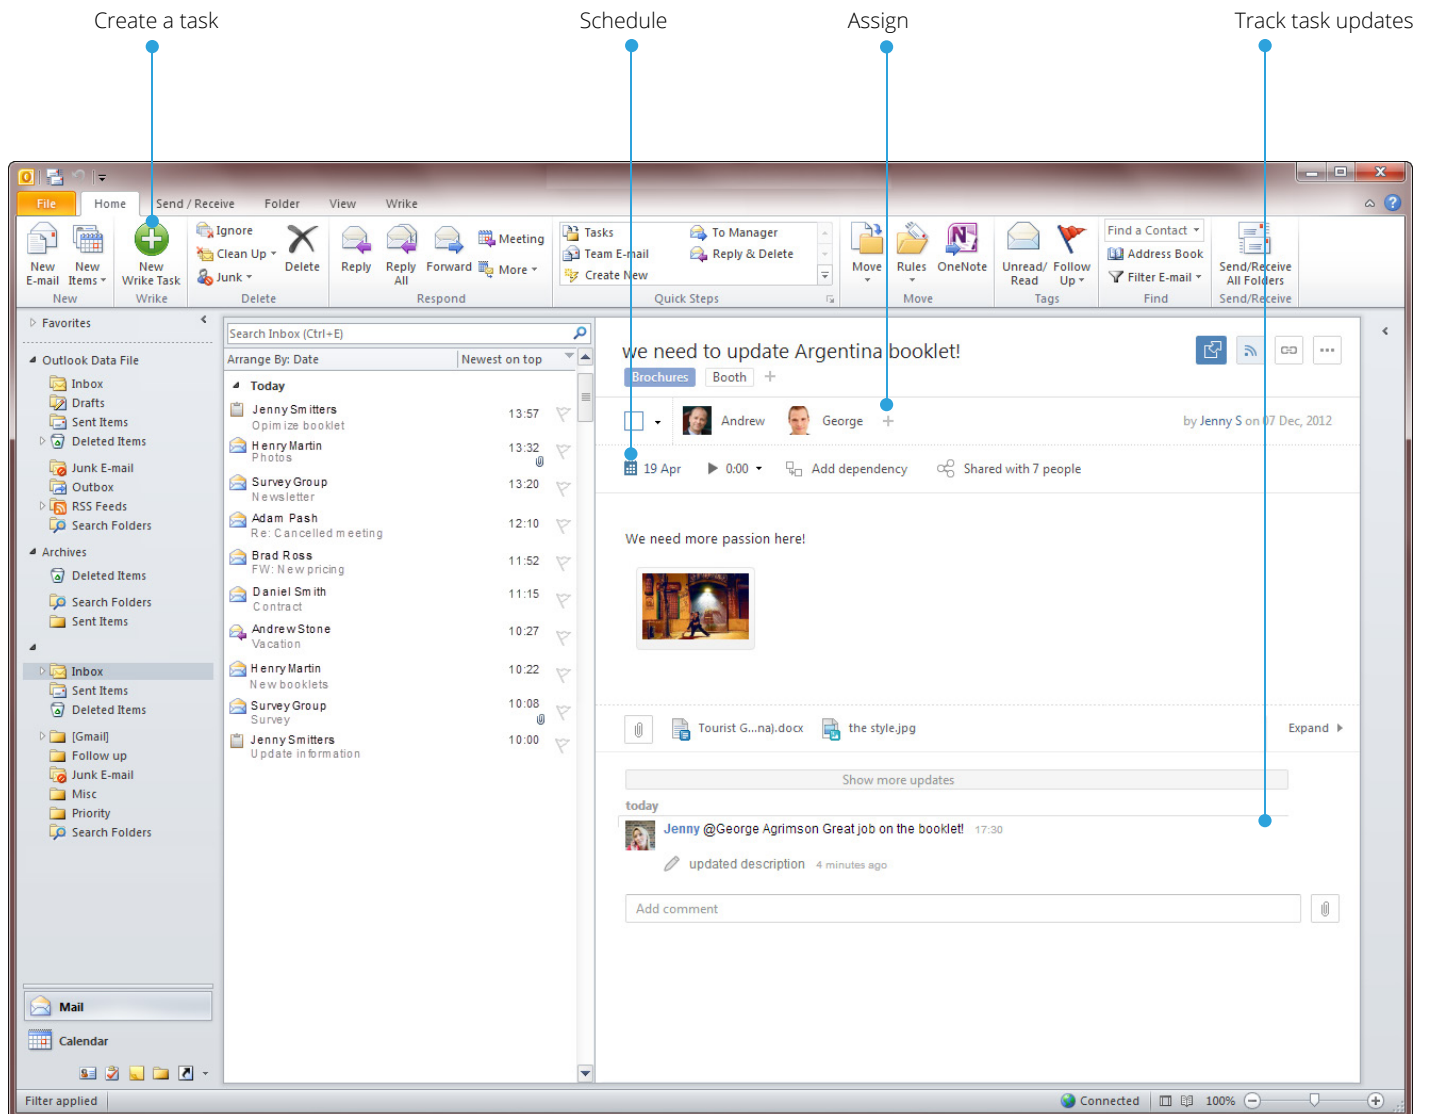 Create a task
Schedule
Assign
Track task updates
File
Home
Send / Receive
Folder
View
Wrike
New
E-mail
New
Items
New
New
Wrike Task
Wrike
Ignore
Clean Up
Junk
Delete
Delete
Reply
Reply
All
Forward
Meeting
More
Respond
Tasks
Team E-mail
Create New
To Manager
Reply & Delete
Quick Steps
Move
Rules
OneNote
Move
Unread/
Read
Follow
Up
Tags
Find a Contact
Address Book
Filter E-mail
Find
Send/Receive
All Folders
Send/Receive
Favorites
Outlook Data File
Inbox
Drafts
Sent Items
Deleted Items
Junk E-mail
Outbox
RSS Feeds
Search Folders
Archives
Deleted Items
Search Folders
Sent Items
Inbox
Sent Items
Deleted Items
[Gmail]
Follow up
Junk E-mail
Misc
Priority
Search Folders
Mail
Calendar
Search Inbox (Ctrl+E)
Arrange By: Date Newest on top
Today
Jenny Smitters 13:57
Opimize booklet
Henry Martin 13:32
Photos
Survey Group 13:20
Newsletter
Adam Pash 12:10
Re: Cancelled meeting
Brad Ross 11:52
FW: New pricing
Daniel Smith 11:15
Contract
Andrew Stone 10:27
Vacation
Henry Martin 10:22
New booklets
Survey Group 10:08
Survey
Jenny Smitters 10:00
Update information
we need to update Argentina booklet!
Brochures Booth +
Andrew George + by Jenny S on 07 Dec, 2012
19 Apr 0:00 Add dependency Shared with 7 people
We need more passion here!
Tourist G...na).docx the style.jpg Expand
Show more updates
today
Jenny @George Agrimson Great job on the booklet! 17:30
updated description 4 minutes ago
Add comment
Filter applied
Connected 100%